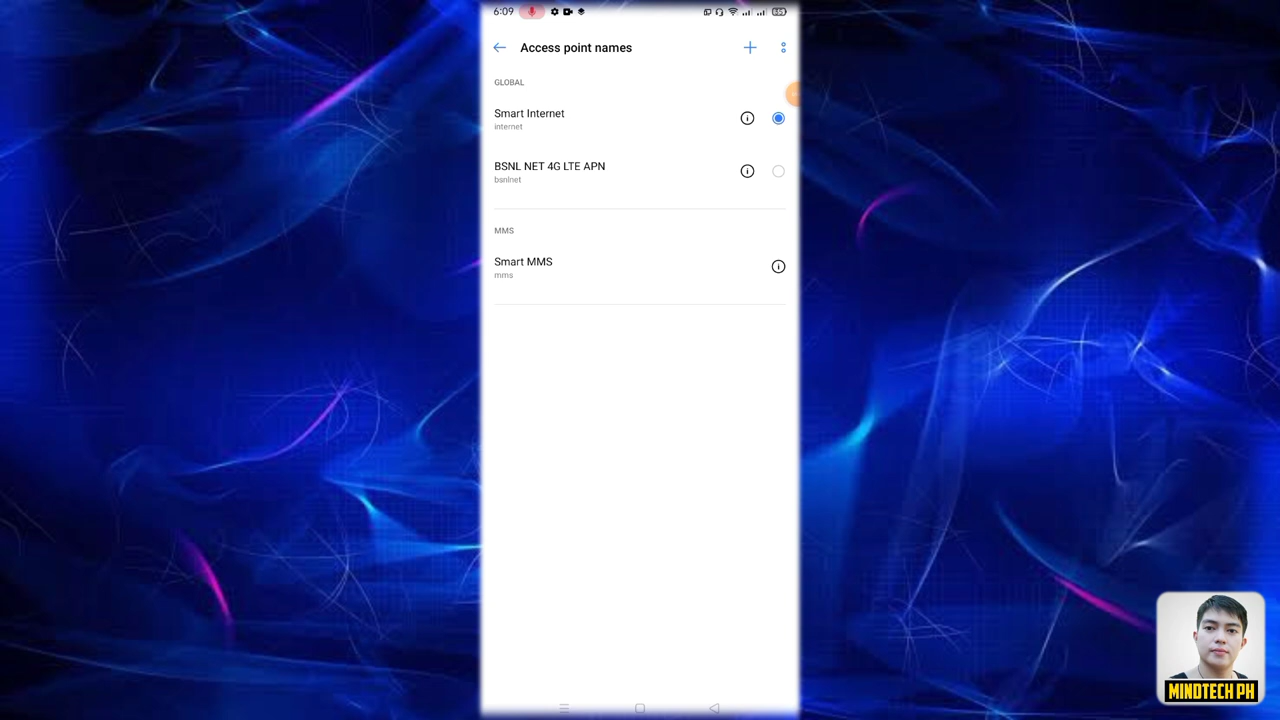 6:09
Access point names
GLOBAL
Smart Internet
internet
BSNL NET 4G LTE APN
bsnlnet
MMS
Smart MMS
mms
MINDTECH PH